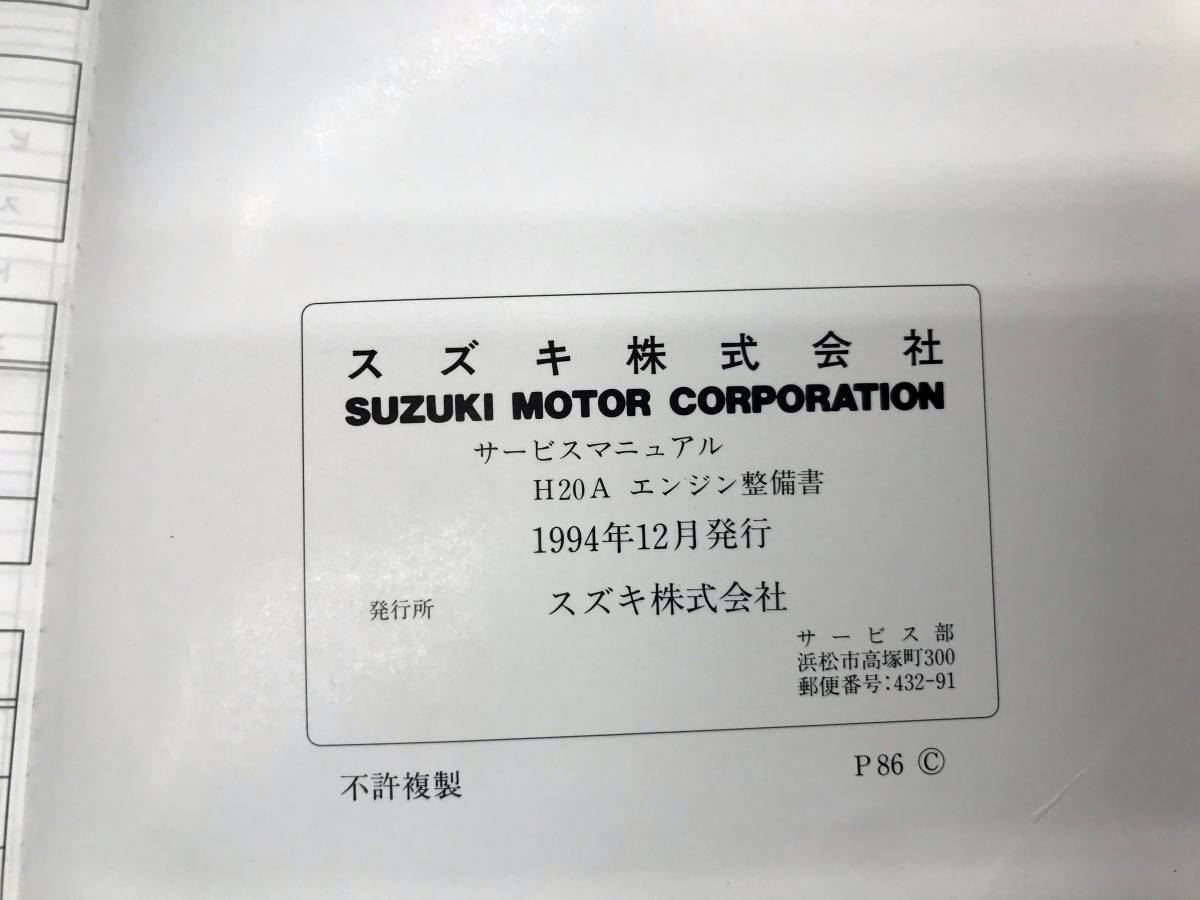 ス ズ キ 株 式 会 社
SUZUKI MOTOR CORPORATION
サービスマニュアル
H20A エンジン整備書
1994年12月発行
発行所 スズキ株式会社
サービス部
浜松市高塚町300
郵便番号:432-91
不許複製
P86 ©